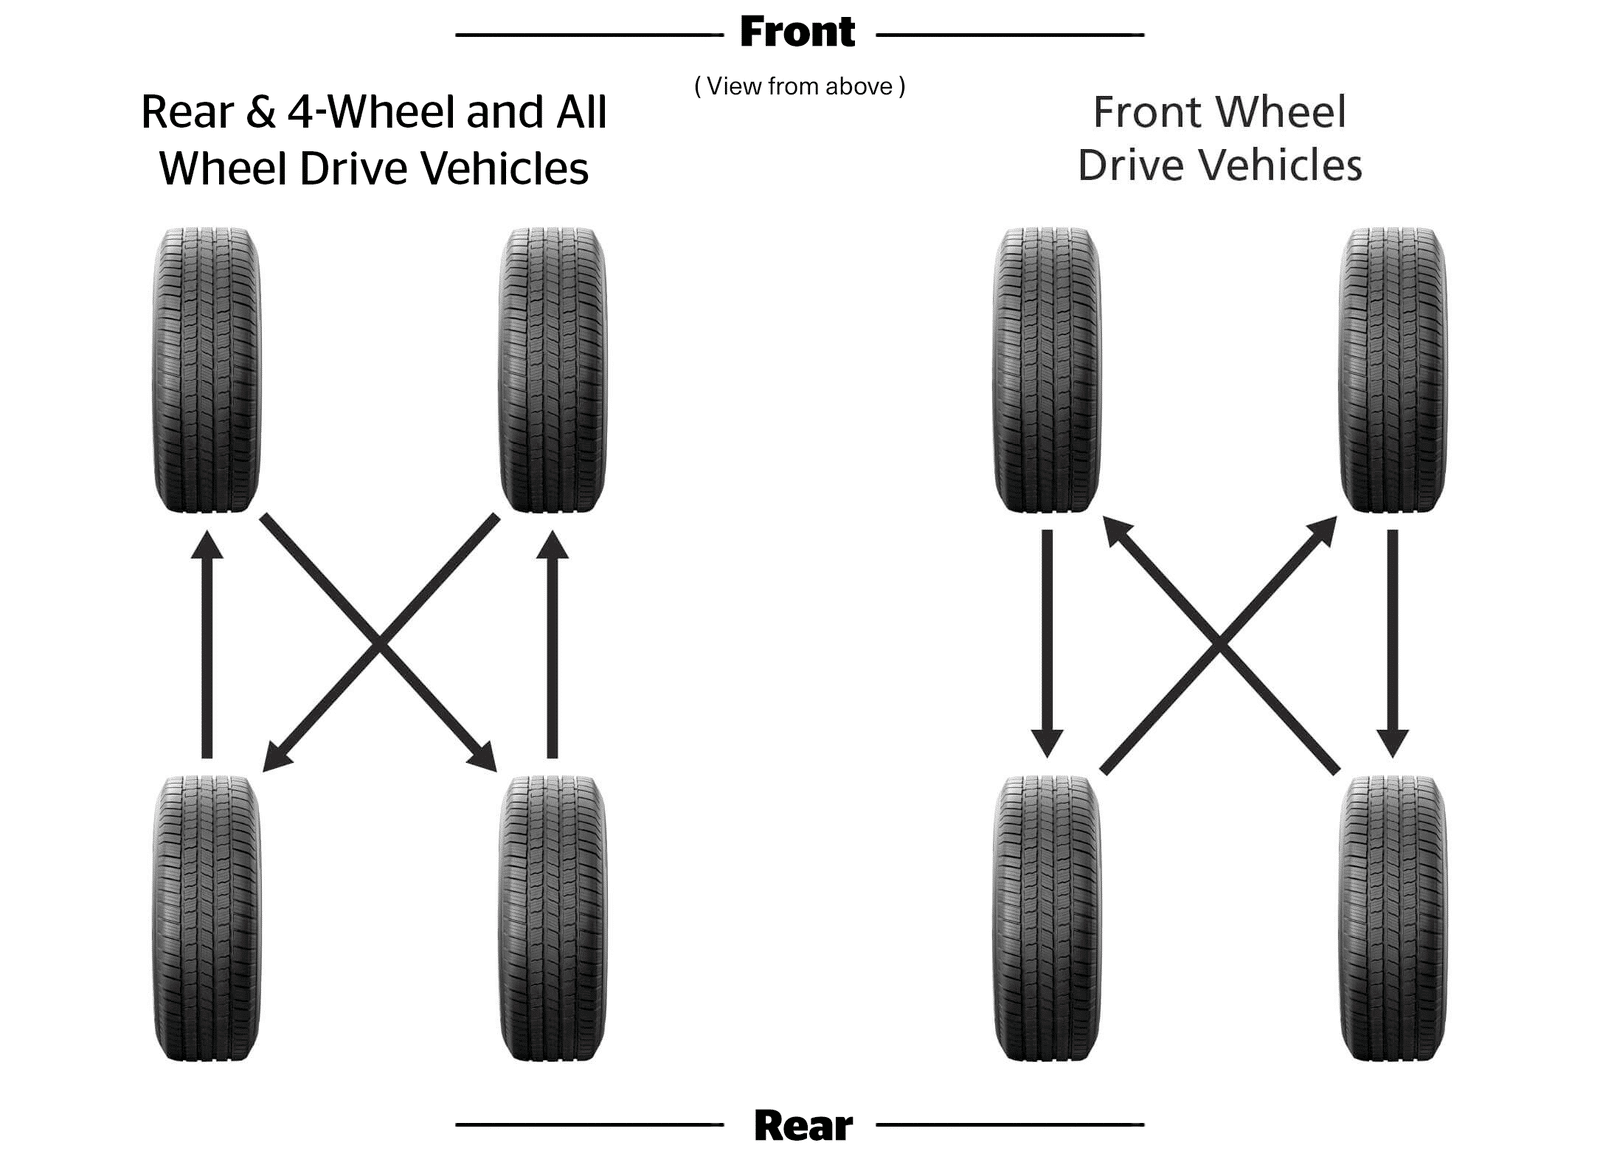 Front
( View from above )
Rear & 4-Wheel and All
Wheel Drive Vehicles
Front Wheel
Drive Vehicles
Rear